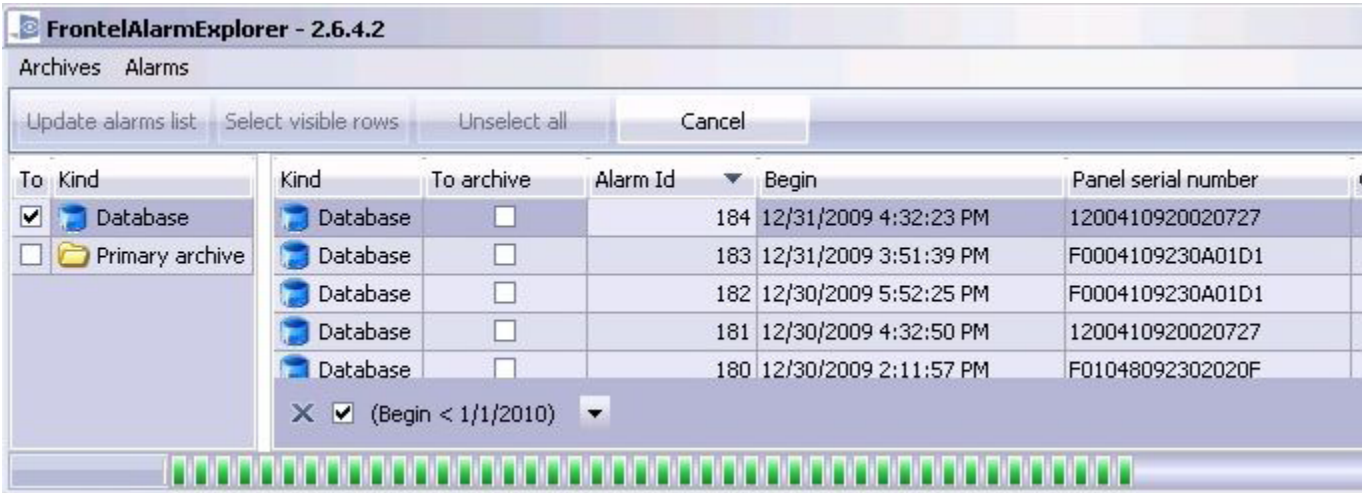 FrontelAlarmExplorer - 2.6.4.2
Archives Alarms
Update alarms list Select visible rows Unselect all Cancel
To Kind Kind To archive Alarm Id Begin Panel serial number
Database Database 184 12/31/2009 4:32:23 PM 1200410920020727
Primary archive Database 183 12/31/2009 3:51:39 PM F0004109230A01D1
Database 182 12/30/2009 5:52:25 PM F0004109230A01D1
Database 181 12/30/2009 4:32:50 PM 1200410920020727
Database 180 12/30/2009 2:11:57 PM F01048092302020F
(Begin < 1/1/2010)